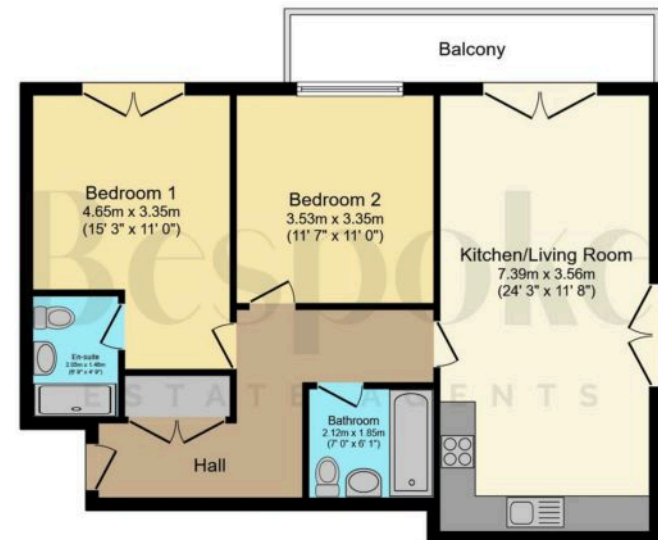 Balcony
Bedroom 1
4.65m x 3.35m
(15' 3" x 11' 0")
Bedroom 2
3.53m x 3.35m
(11' 7" x 11' 0")
Kitchen/Living Room
7.39m x 3.56m
(24' 3" x 11' 8")
En-suite
Bathroom
2.12m x 1.85m
(7' 0" x 6' 1")
Hall
Bespoke
ESTATE AGENTS